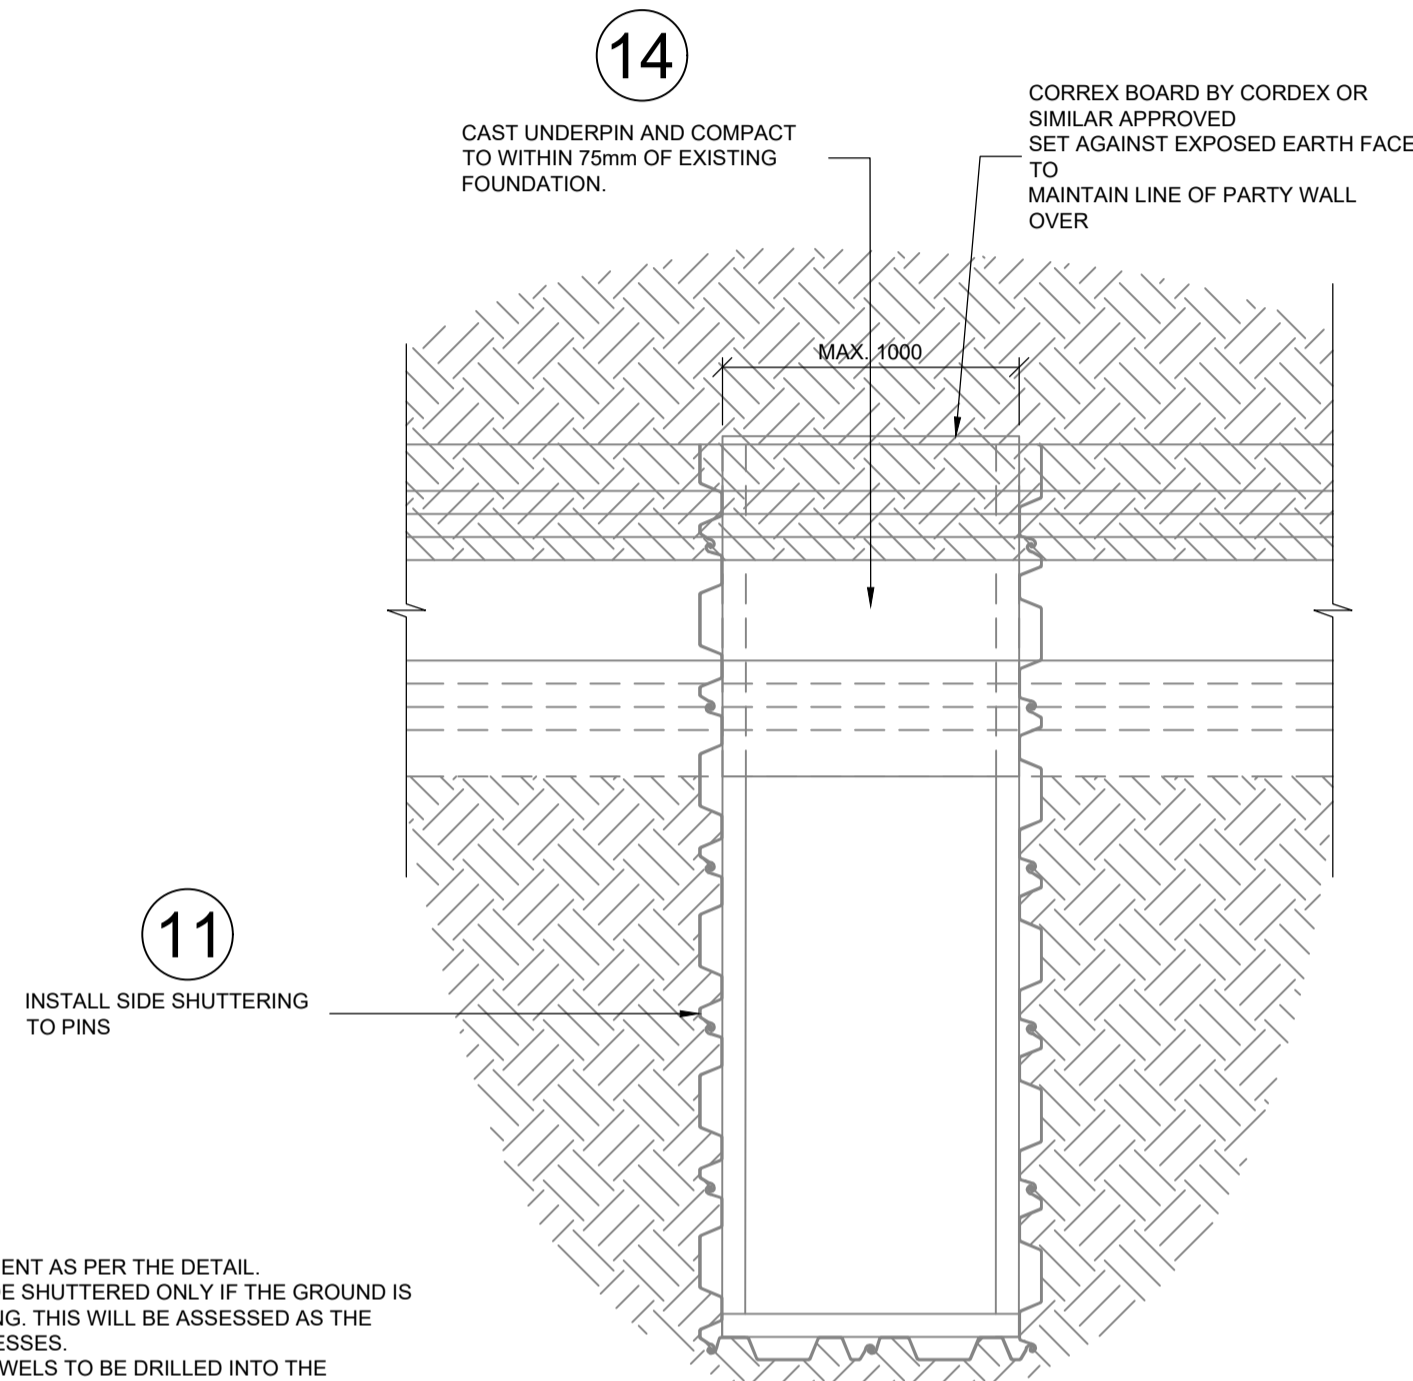 14
CAST UNDERPIN AND COMPACT
TO WITHIN 75mm OF EXISTING
FOUNDATION.
CORREX BOARD BY CORDEX OR
SIMILAR APPROVED
SET AGAINST EXPOSED EARTH FACE
TO
MAINTAIN LINE OF PARTY WALL
OVER
MAX. 1000
11
INSTALL SIDE SHUTTERING
TO PINS
ENT AS PER THE DETAIL.
DE SHUTTERED ONLY IF THE GROUND IS
NG. THIS WILL BE ASSESSED AS THE
ESSES.
WELS TO BE DRILLED INTO THE